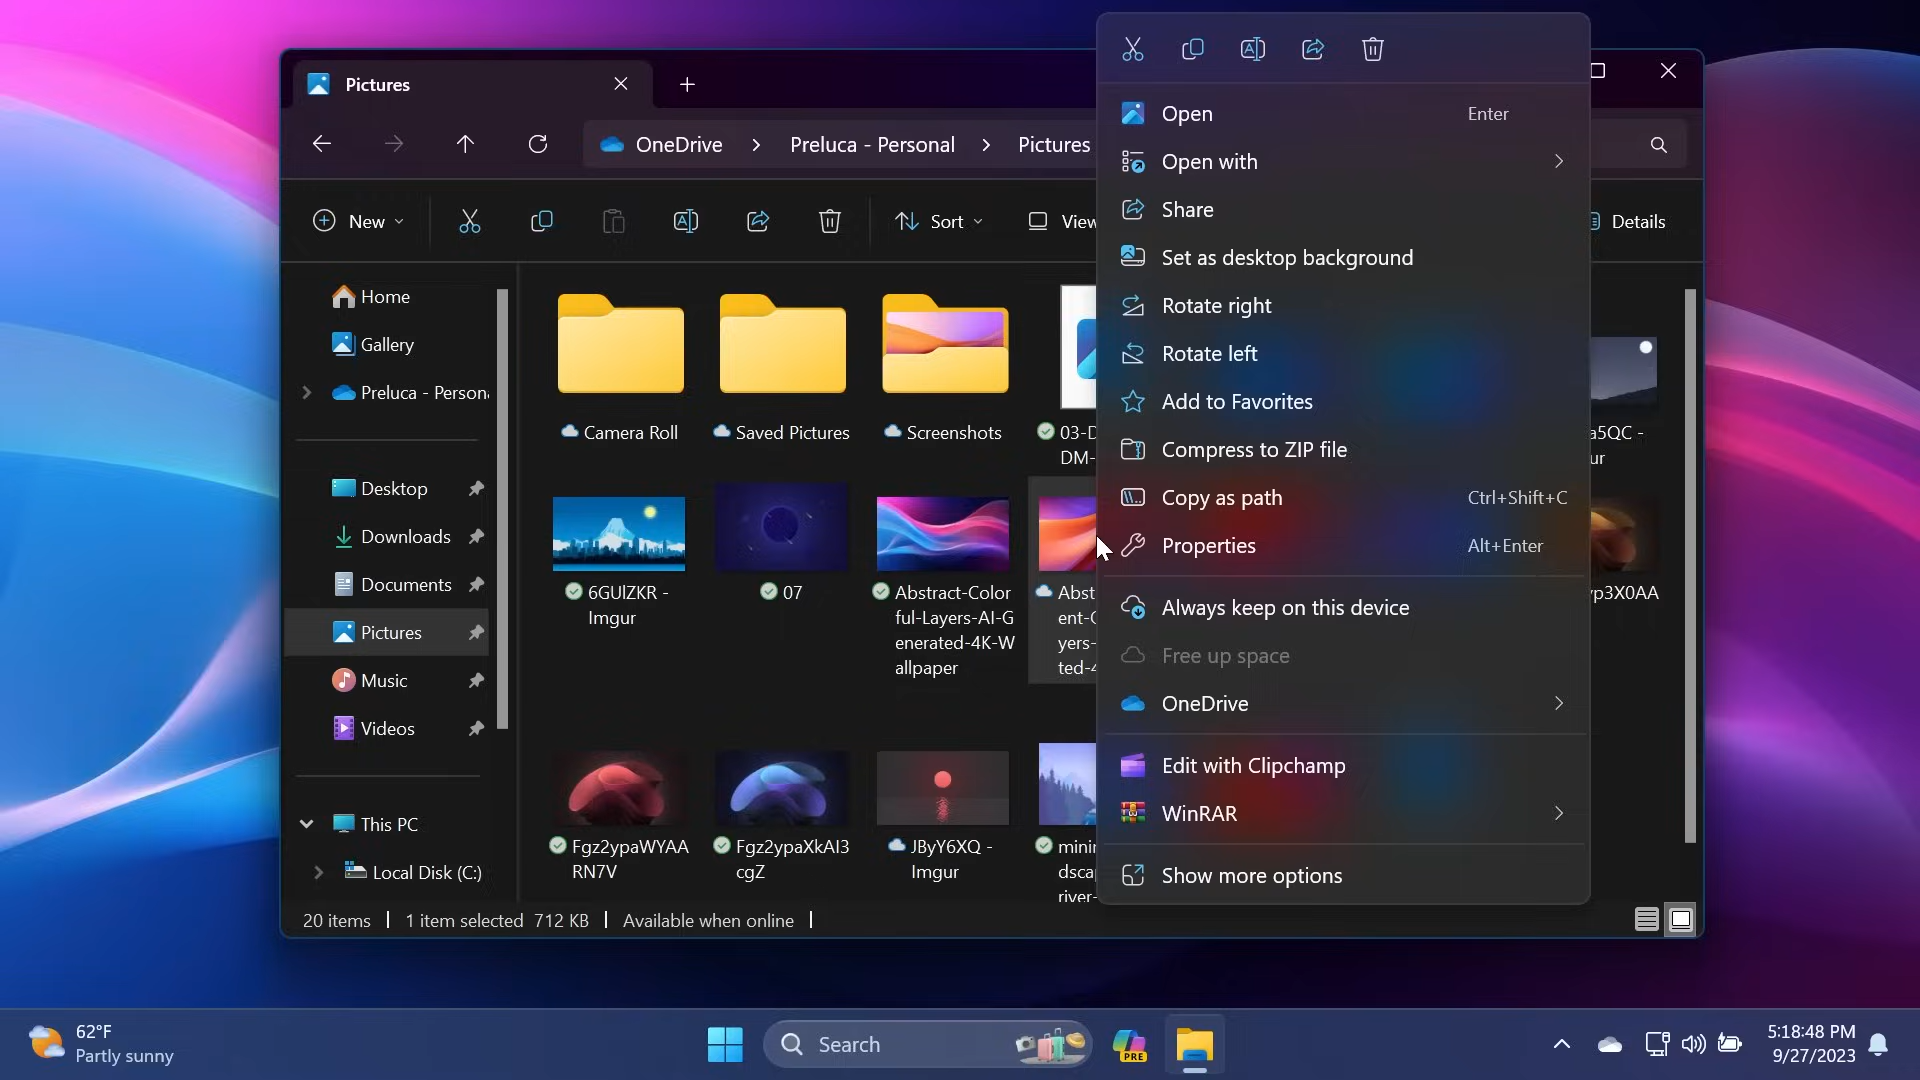 Pictures
OneDrive
Preluca - Personal
Pictures
New
Sort
Details
Home
Gallery
Desktop
Downloads
Documents
Pictures
Music
Videos
This PC
Local Disk (C:)
Camera Roll
Saved Pictures
Screenshots
6GUlZKR -
Imgur
07
Abstract-Color
ful-Layers-AI-G
enerated-4K-W
allpaper
Fgz2ypaWYAA
RN7V
Fgz2ypaXkAI3
cgZ
JByY6XQ -
Imgur
20 items
1 item selected 712 KB
Available when online
Open Enter
Open with
Share
Set as desktop background
Rotate right
Rotate left
Add to Favorites
Compress to ZIP file
Copy as path Ctrl+Shift+C
Properties Alt+Enter
Always keep on this device
Free up space
OneDrive
Edit with Clipchamp
WinRAR
Show more options
62°F
Partly sunny
Search
PRE
5:18:48 PM
9/27/2023